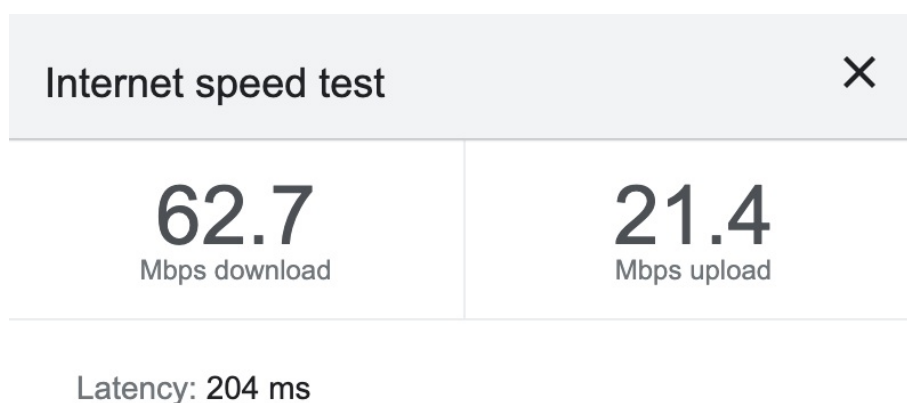 Internet speed test
62.7
Mbps download
21.4
Mbps upload
Latency: 204 ms